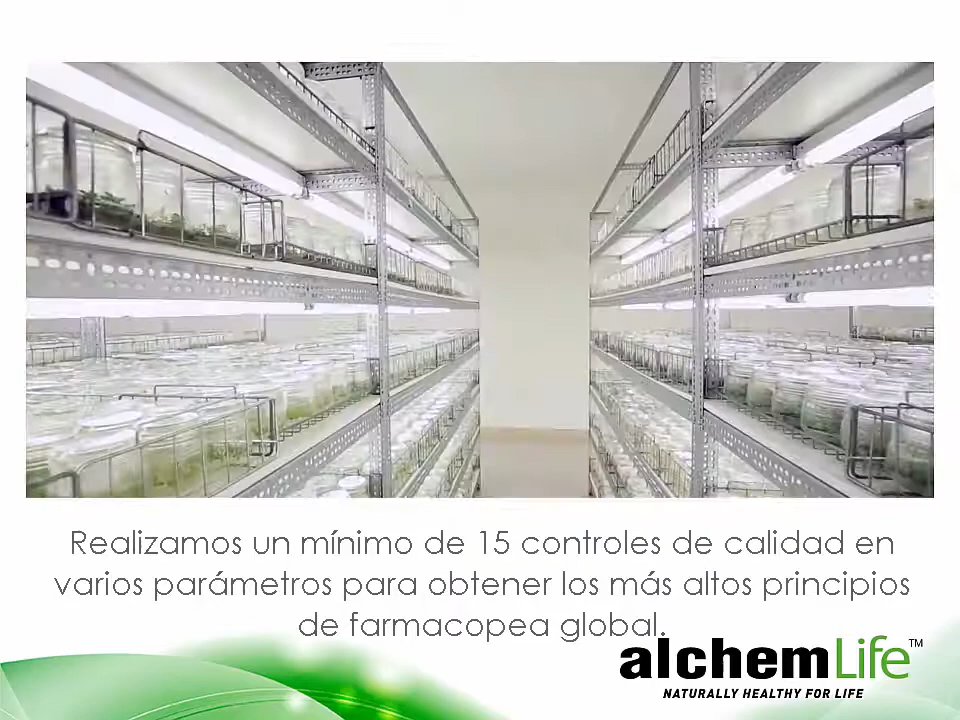 Realizamos un mínimo de 15 controles de calidad en
varios parámetros para obtener los más altos principios
de farmacopea global.
alchemLife™
NATURALLY HEALTHY FOR LIFE